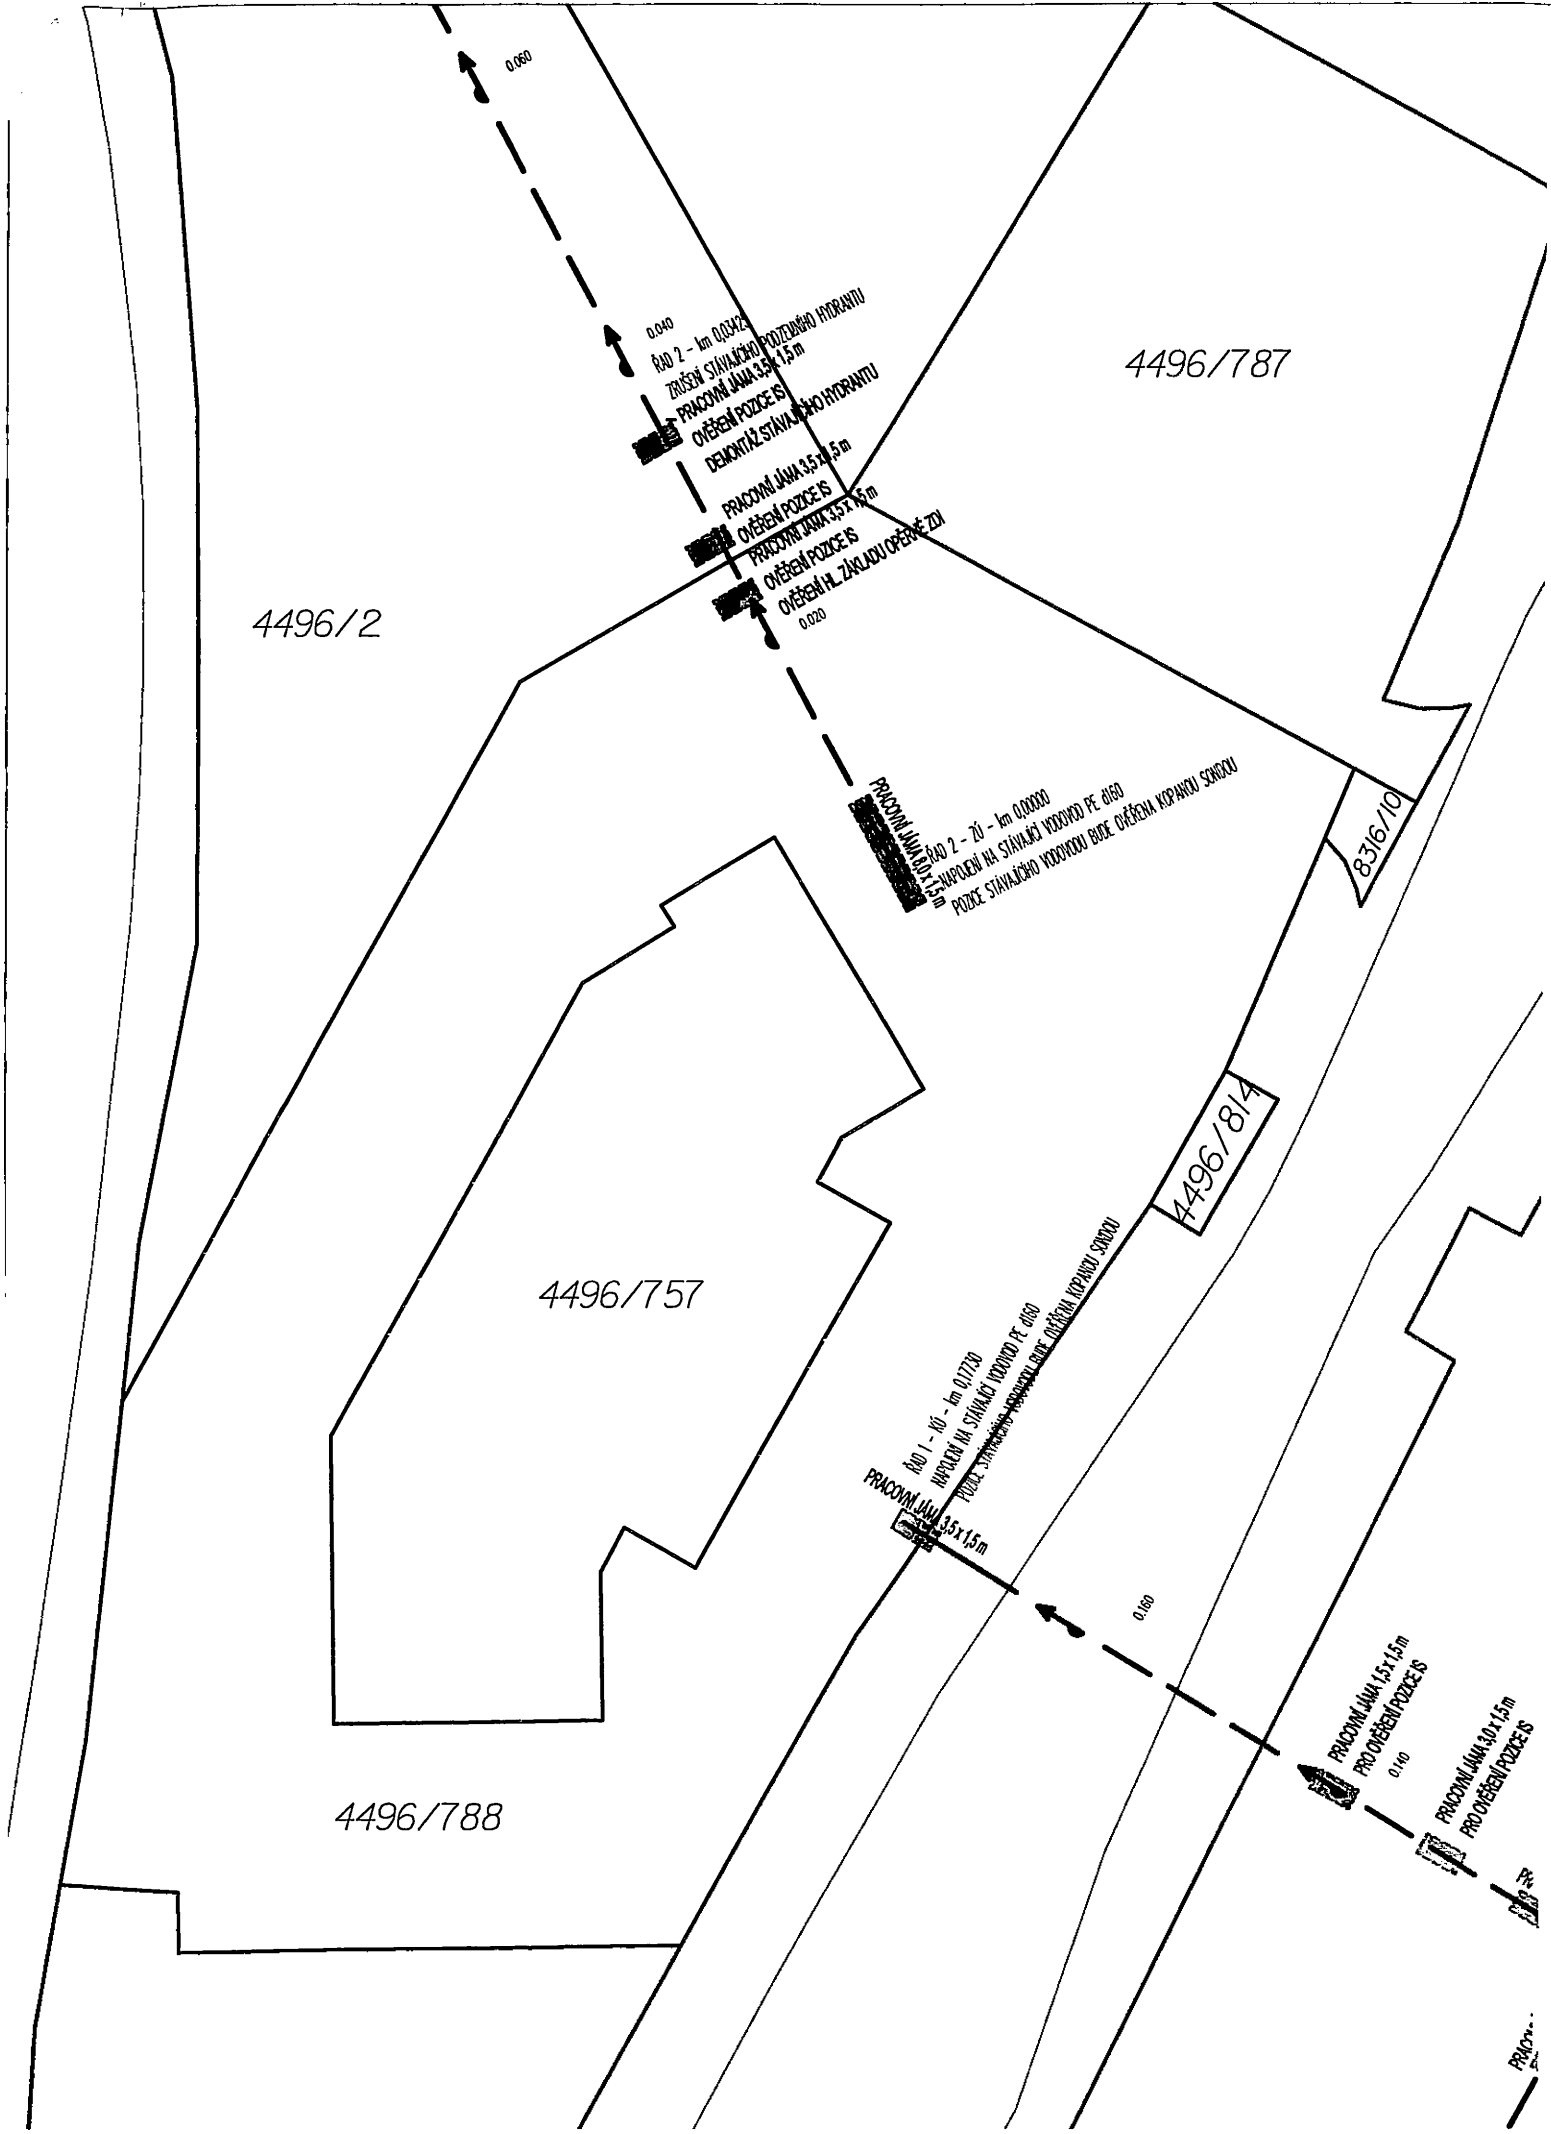 0.060
0.040
ŘAD 2 - km 0,03423
ZRUŠENÍ STÁVAJÍCÍHO PODZEMNÍHO HYDRANTU
PRACOVNÍ JÁMA 3,5 x 1,5 m
OVĚŘENÍ POZICE IS
DEMONTÁŽ STÁVAJÍCÍHO HYDRANTU
4496/787
PRACOVNÍ JÁMA 3,5 x 1,5 m
OVĚŘENÍ POZICE IS
PRACOVNÍ JÁMA 3,5 x 1,5 m
OVĚŘENÍ POZICE IS
OVĚŘENÍ HL. ZÁKLADU OPĚRNÉ ZDI
0.020
4496/2
PRACOVNÍ JÁMA 8,0 x 1,5 m
ŘAD 2 - ZÚ - km 0,00000
NAPOJENÍ NA STÁVAJÍCÍ VODOVOD PE d160
POZICE STÁVAJÍCÍHO VODOVODU BUDE OVĚŘENA KOPANOU SONDOU
8316/10
4496/814
4496/757
ŘAD 1 - KÚ - km 0,17730
NAPOJENÍ NA STÁVAJÍCÍ VODOVOD PE d160
POZICE STÁVAJÍCÍHO VODOVODU BUDE OVĚŘENA KOPANOU SONDOU
PRACOVNÍ JÁMA 3,5 x 1,5 m
0.160
PRACOVNÍ JÁMA 1,5 x 1,5 m
PRO OVĚŘENÍ POZICE IS
0.140
PRACOVNÍ JÁMA 3,0 x 1,5 m
PRO OVĚŘENÍ POZICE IS
4496/788